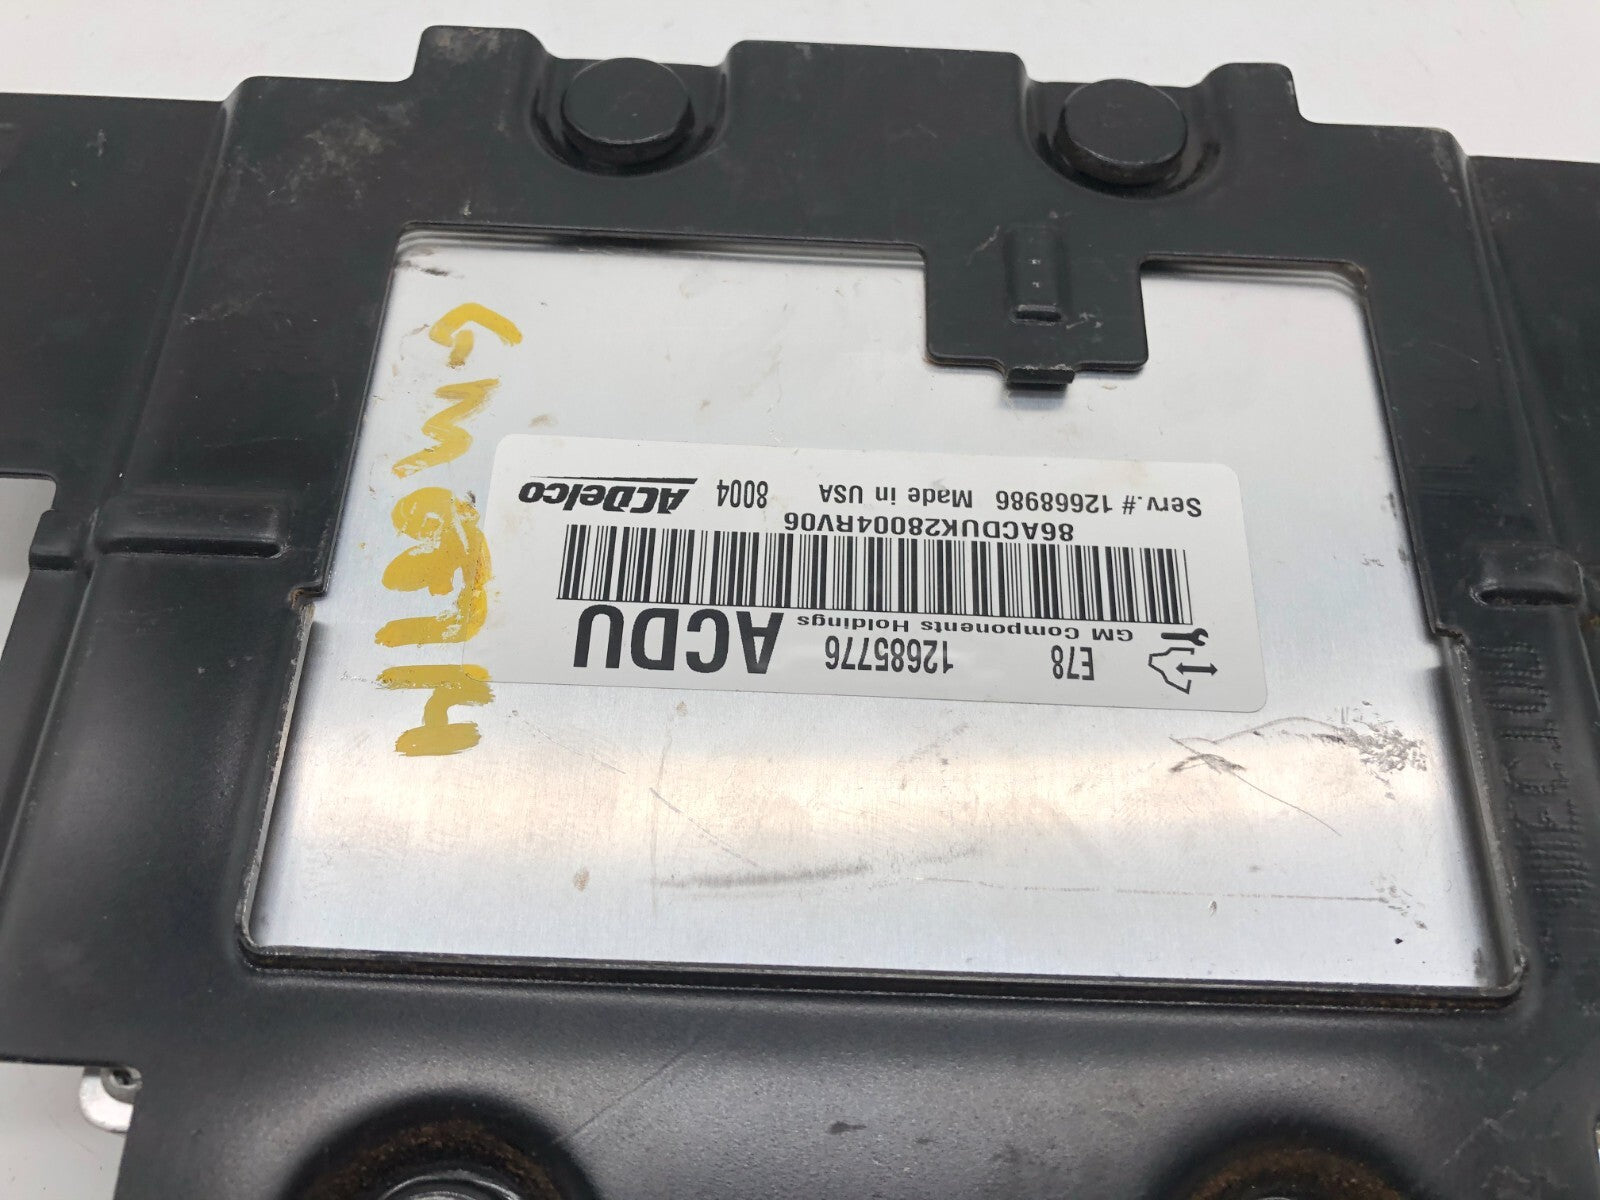 E78 12685776 ACDU
GM Components Holdings
86ACDUK28004RV06
Serv.# 12668986 Made in USA 8004 ACDelco